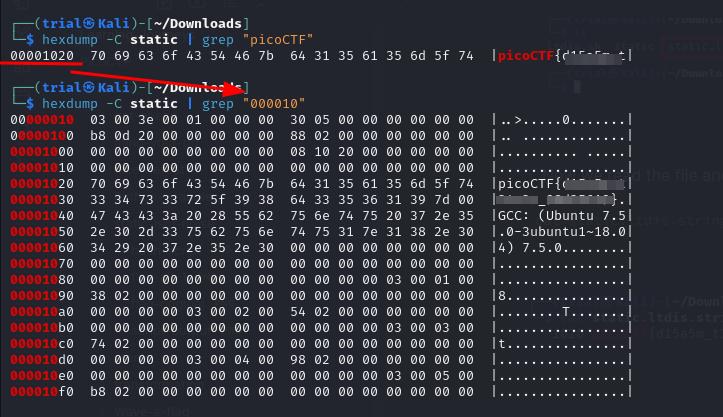 ┌──(trial㉿Kali)-[~/Downloads]
└─$ hexdump -C static | grep "picoCTF"
00001020  70 69 63 6f 43 54 46 7b  64 31 35 61 35 6d 5f 74  |picoCTF{d t|
┌──(trial㉿Kali)-[~/Downloads]
└─$ hexdump -C static | grep "000010"
00000010  03 00 3e 00 01 00 00 00  30 05 00 00 00 00 00 00  |..>.....0.......|
00000100  b8 0d 20 00 00 00 00 00  88 02 00 00 00 00 00 00  |.. .............|
00001000  00 00 00 00 00 00 00 00  08 10 20 00 00 00 00 00  |.......... .....|
00001010  00 00 00 00 00 00 00 00  00 00 00 00 00 00 00 00  |................|
00001020  70 69 63 6f 43 54 46 7b  64 31 35 61 35 6d 5f 74  |picoCTF{ |
00001030  33 34 73 33 72 5f 39 38  64 33 35 36 31 39 7d 00  | }.|
00001040  47 43 43 3a 20 28 55 62  75 6e 74 75 20 37 2e 35  |GCC: (Ubuntu 7.5|
00001050  2e 30 2d 33 75 62 75 6e  74 75 31 7e 31 38 2e 30  |.0-3ubuntu1~18.0|
00001060  34 29 20 37 2e 35 2e 30  00 00 00 00 00 00 00 00  |4) 7.5.0........|
00001070  00 00 00 00 00 00 00 00  00 00 00 00 00 00 00 00  |................|
00001080  00 00 00 00 00 00 00 00  00 00 00 00 03 00 01 00  |................|
00001090  38 02 00 00 00 00 00 00  00 00 00 00 00 00 00 00  |8...............|
000010a0  00 00 00 00 03 00 02 00  54 02 00 00 00 00 00 00  |........T.......|
000010b0  00 00 00 00 00 00 00 00  00 00 00 00 03 00 03 00  |................|
000010c0  74 02 00 00 00 00 00 00  00 00 00 00 00 00 00 00  |t...............|
000010d0  00 00 00 00 03 00 04 00  98 02 00 00 00 00 00 00  |................|
000010e0  00 00 00 00 00 00 00 00  00 00 00 00 03 00 05 00  |................|
000010f0  b8 02 00 00 00 00 00 00  00 00 00 00 00 00 00 00  |................|